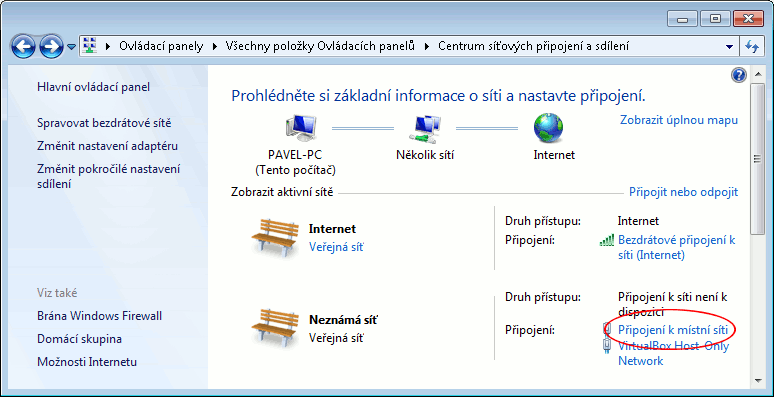 Ovládací panely Všechny položky Ovládacích panelů Centrum síťových připojení a sdílení
Hlavní ovládací panel
Spravovat bezdrátové sítě
Změnit nastavení adaptéru
Změnit pokročilé nastavení
sdílení
Viz také
Brána Windows Firewall
Domácí skupina
Možnosti Internetu
?
Prohlédněte si základní informace o síti a nastavte připojení.
Zobrazit úplnou mapu
PAVEL-PC
(Tento počítač)
Několik sítí
Internet
Zobrazit aktivní sítě
Připojit nebo odpojit
Internet
Veřejná síť
Druh přístupu: Internet
Připojení: Bezdrátové připojení k
síti (Internet)
Neznámá síť
Veřejná síť
Druh přístupu: Připojení k síti není k
dispozici
Připojení: Připojení k místní síti
VirtualBox Host-Only
Network